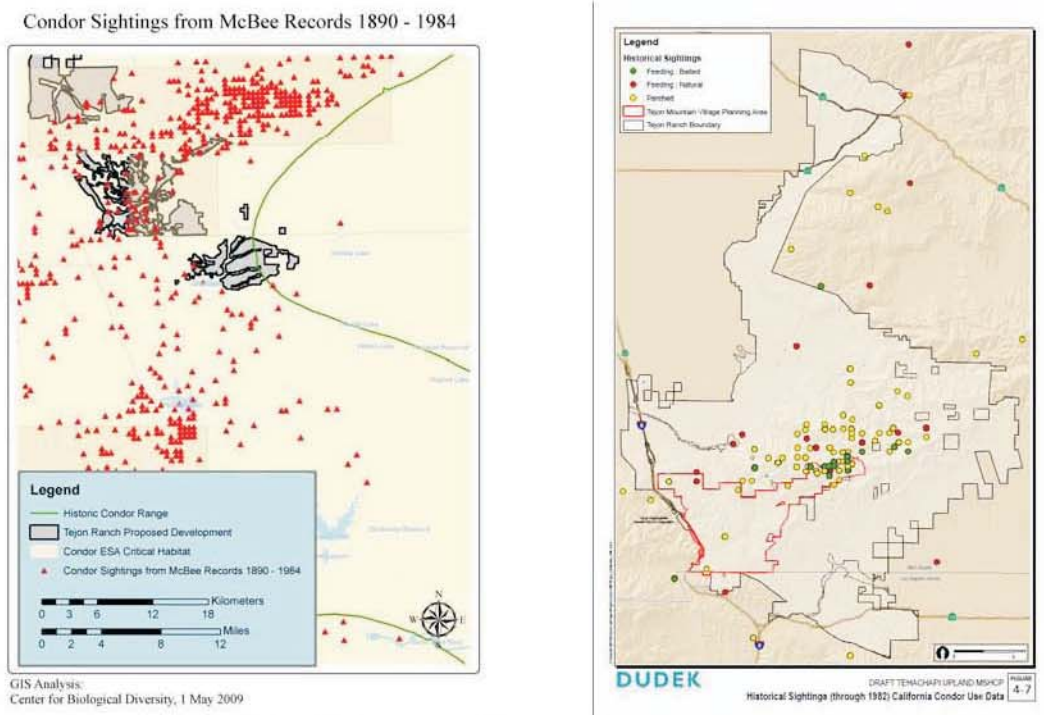 Condor Sightings from McBee Records 1890 - 1984
Legend
Historic Condor Range
Tejon Ranch Proposed Development
Condor ESA Critical Habitat
Condor Sightings from McBee Records 1890 - 1984
Kilometers
0 3 6 12 18
Miles
0 2 4 8 12
N
W E
S
GIS Analysis:
Center for Biological Diversity, 1 May 2009
Legend
Historical Sightings
Feeding : Baited
Feeding : Natural
Perched
Tejon Mountain Village Planning Area
Tejon Ranch Boundary
DUDEK
DRAFT TEHACHAPI UPLAND MSHCP
Historical Sightings (through 1982) California Condor Use Data
FIGURE
4-7